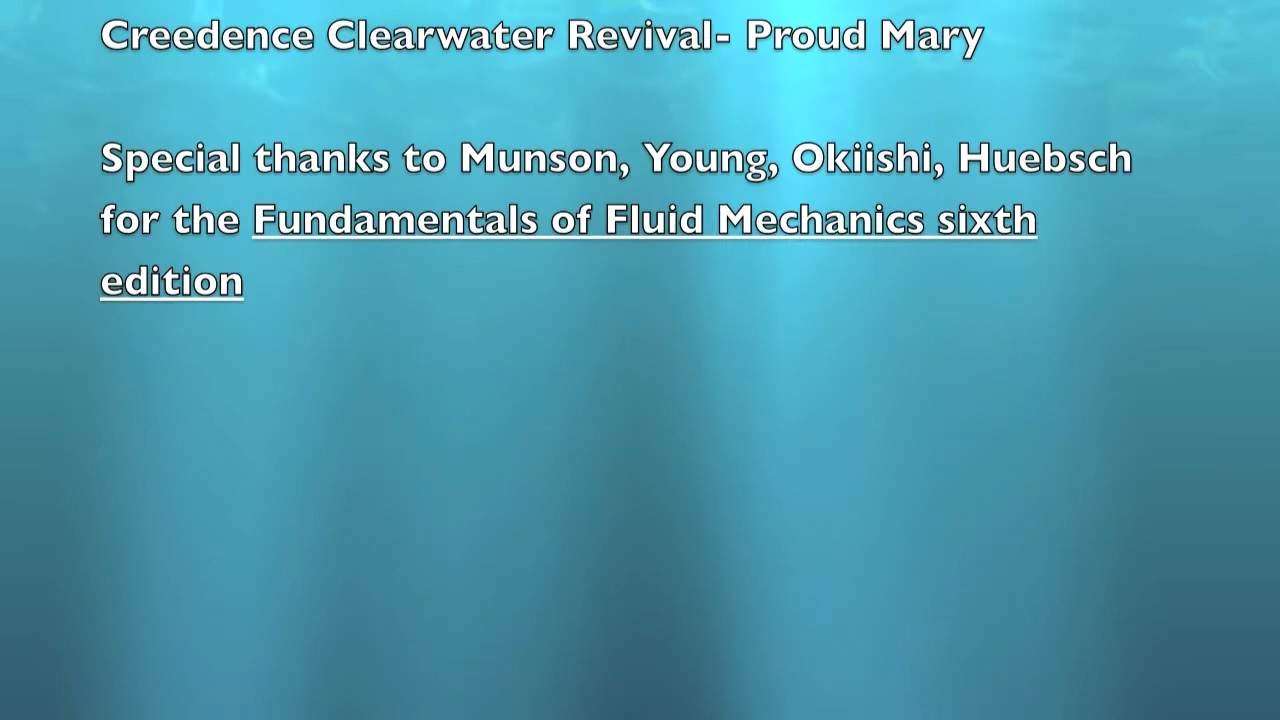 Creedence Clearwater Revival- Proud Mary
Special thanks to Munson, Young, Okiishi, Huebsch
for the Fundamentals of Fluid Mechanics sixth
edition